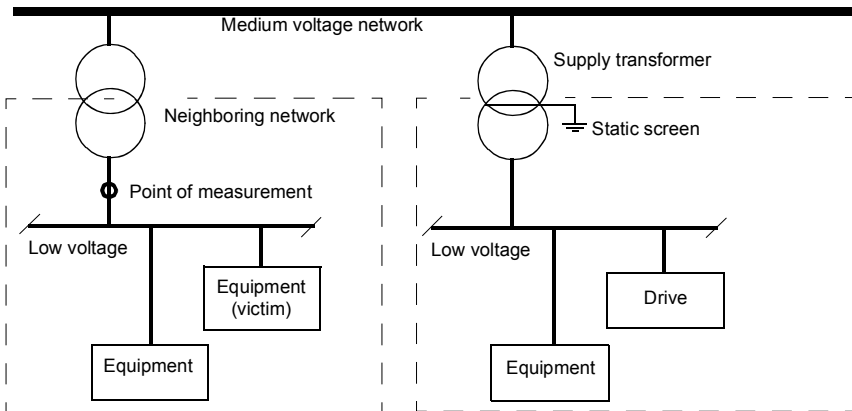 Medium voltage network
Supply transformer
Neighboring network
Static screen
Point of measurement
Low voltage
Low voltage
Equipment
(victim)
Drive
Equipment
Equipment